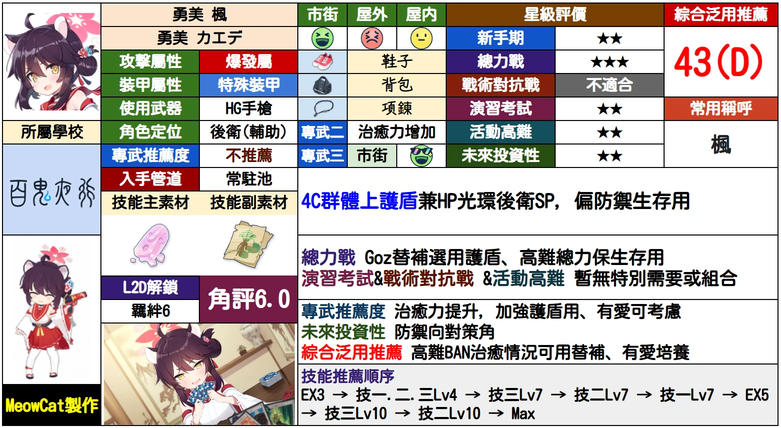 勇美 楓
市街 屋外 屋內
星級評價
綜合泛用推薦
勇美 カエデ
新手期 ★★
43(D)
攻擊屬性 爆發屬
鞋子
總力戰 ★★★
裝甲屬性 特殊裝甲
背包
戰術對抗戰 不適合
使用武器 HG手槍
項鍊
演習考試 ★★
常用稱呼
所屬學校
角色定位 後衛(輔助)
專武二 治癒力增加
活動高難 ★★
楓
專武推薦度 不推薦
專武三 市街
未來投資性 ★★
百鬼夜行
入手管道 常駐池
技能主素材 技能副素材
4C群體上護盾兼HP光環後衛SP, 偏防禦生存用
總力戰 Goz替補選用護盾、高難總力保生存用
演習考試&戰術對抗戰 &活動高難 暫無特別需要或組合
L2D解鎖
羈絆6
角評6.0
專武推薦度 治癒力提升, 加強護盾用、有愛可考慮
未來投資性 防禦向對策角
綜合泛用推薦 高難BAN治癒情況可用替補、有愛培養
技能推薦順序
EX3 → 技一.二.三Lv4 → 技三Lv7 → 技二Lv7 → 技一Lv7 → EX5
→ 技三Lv10 → 技二Lv10 → Max
MeowCat製作